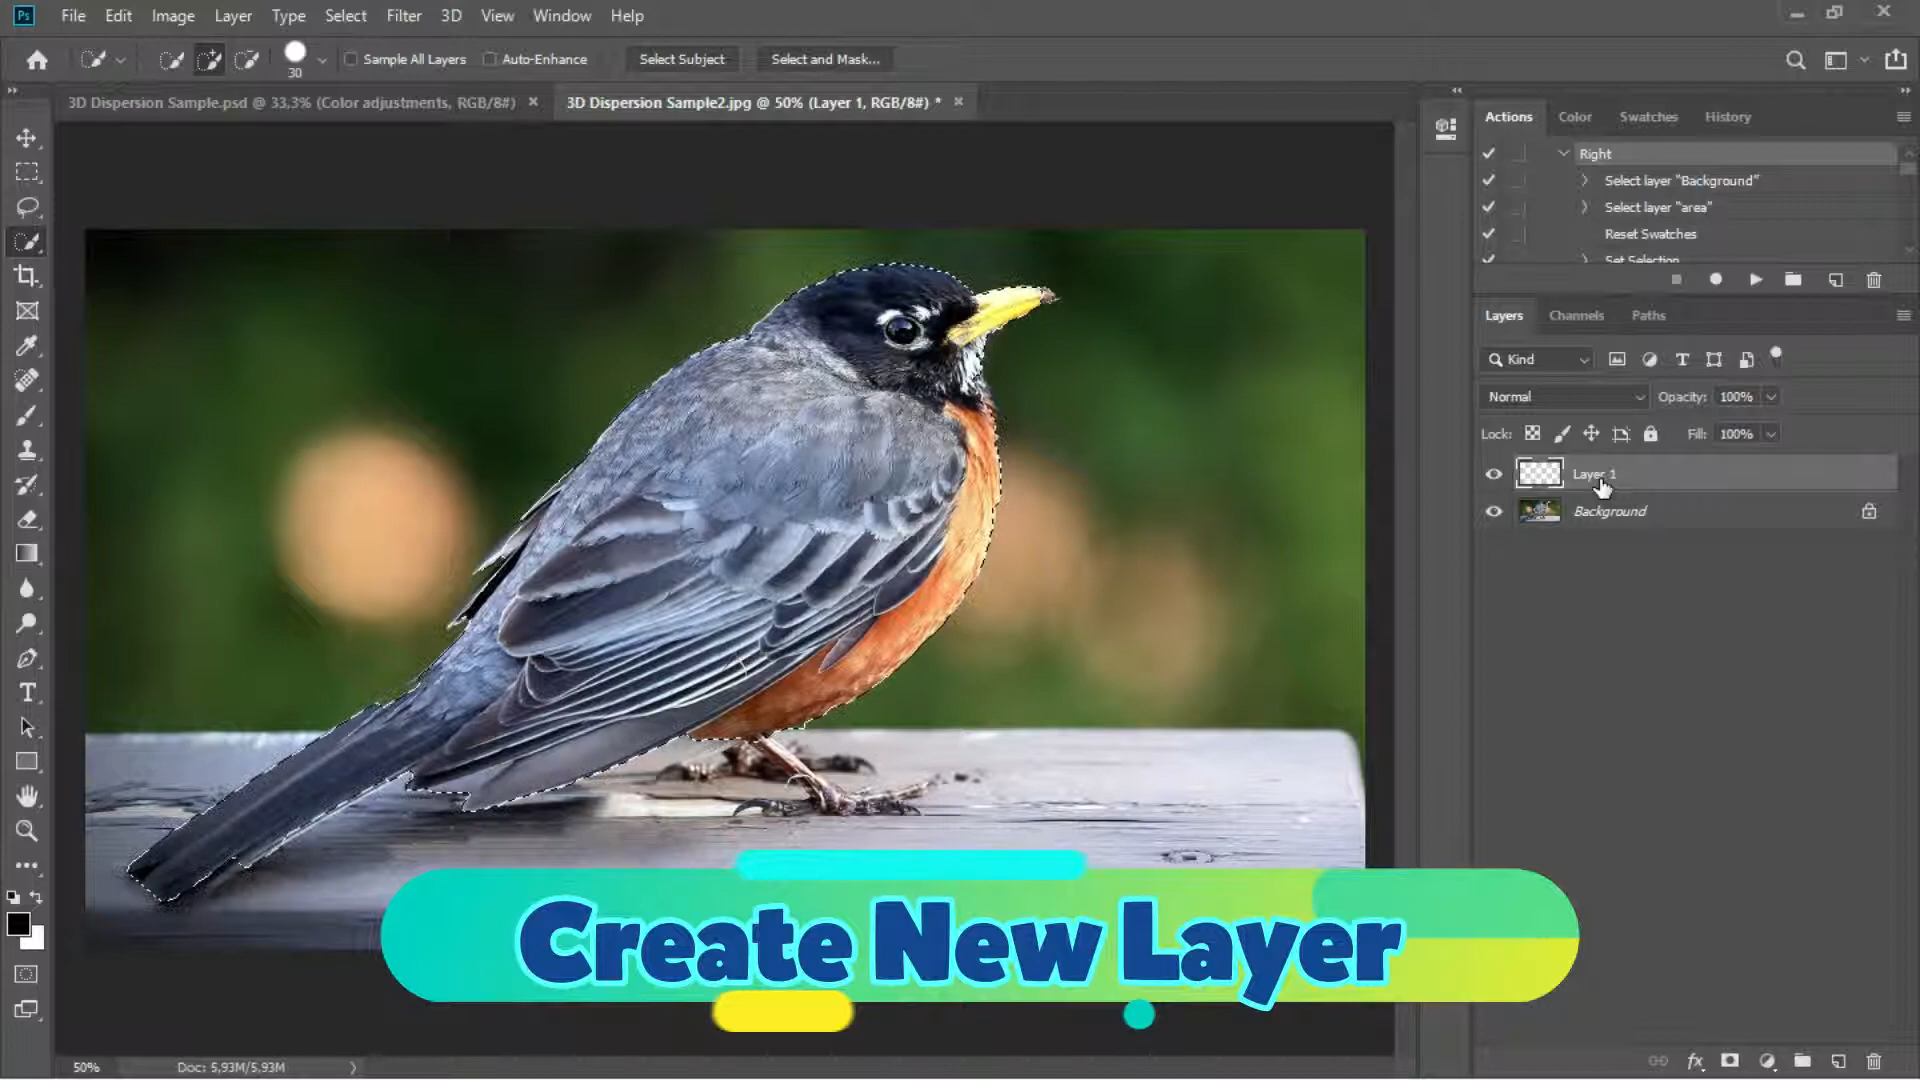 Ps File Edit Image Layer Type Select Filter 3D View Window Help
30 Sample All Layers Auto-Enhance Select Subject Select and Mask...
3D Dispersion Sample.psd @ 33,3% (Color adjustments, RGB/8#) × 3D Dispersion Sample2.jpg @ 50% (Layer 1, RGB/8#) * ×
Actions Color Swatches History
Right
Select layer "Background"
Select layer "area"
Reset Swatches
Set Selection
Layers Channels Paths
Kind
Normal Opacity: 100%
Lock: Fill: 100%
Layer 1
Background
Create New Layer
50% Doc: 5,93M/5,93M